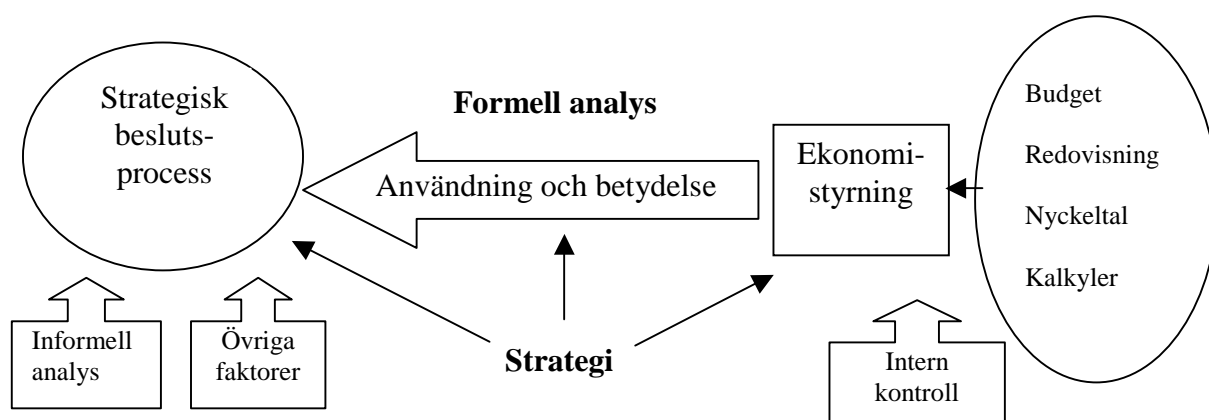 Strategisk
besluts-
process
Formell analys
Användning och betydelse
Ekonomi-
styrning
Budget
Redovisning
Nyckeltal
Kalkyler
Informell
analys
Övriga
faktorer
Strategi
Intern
kontroll